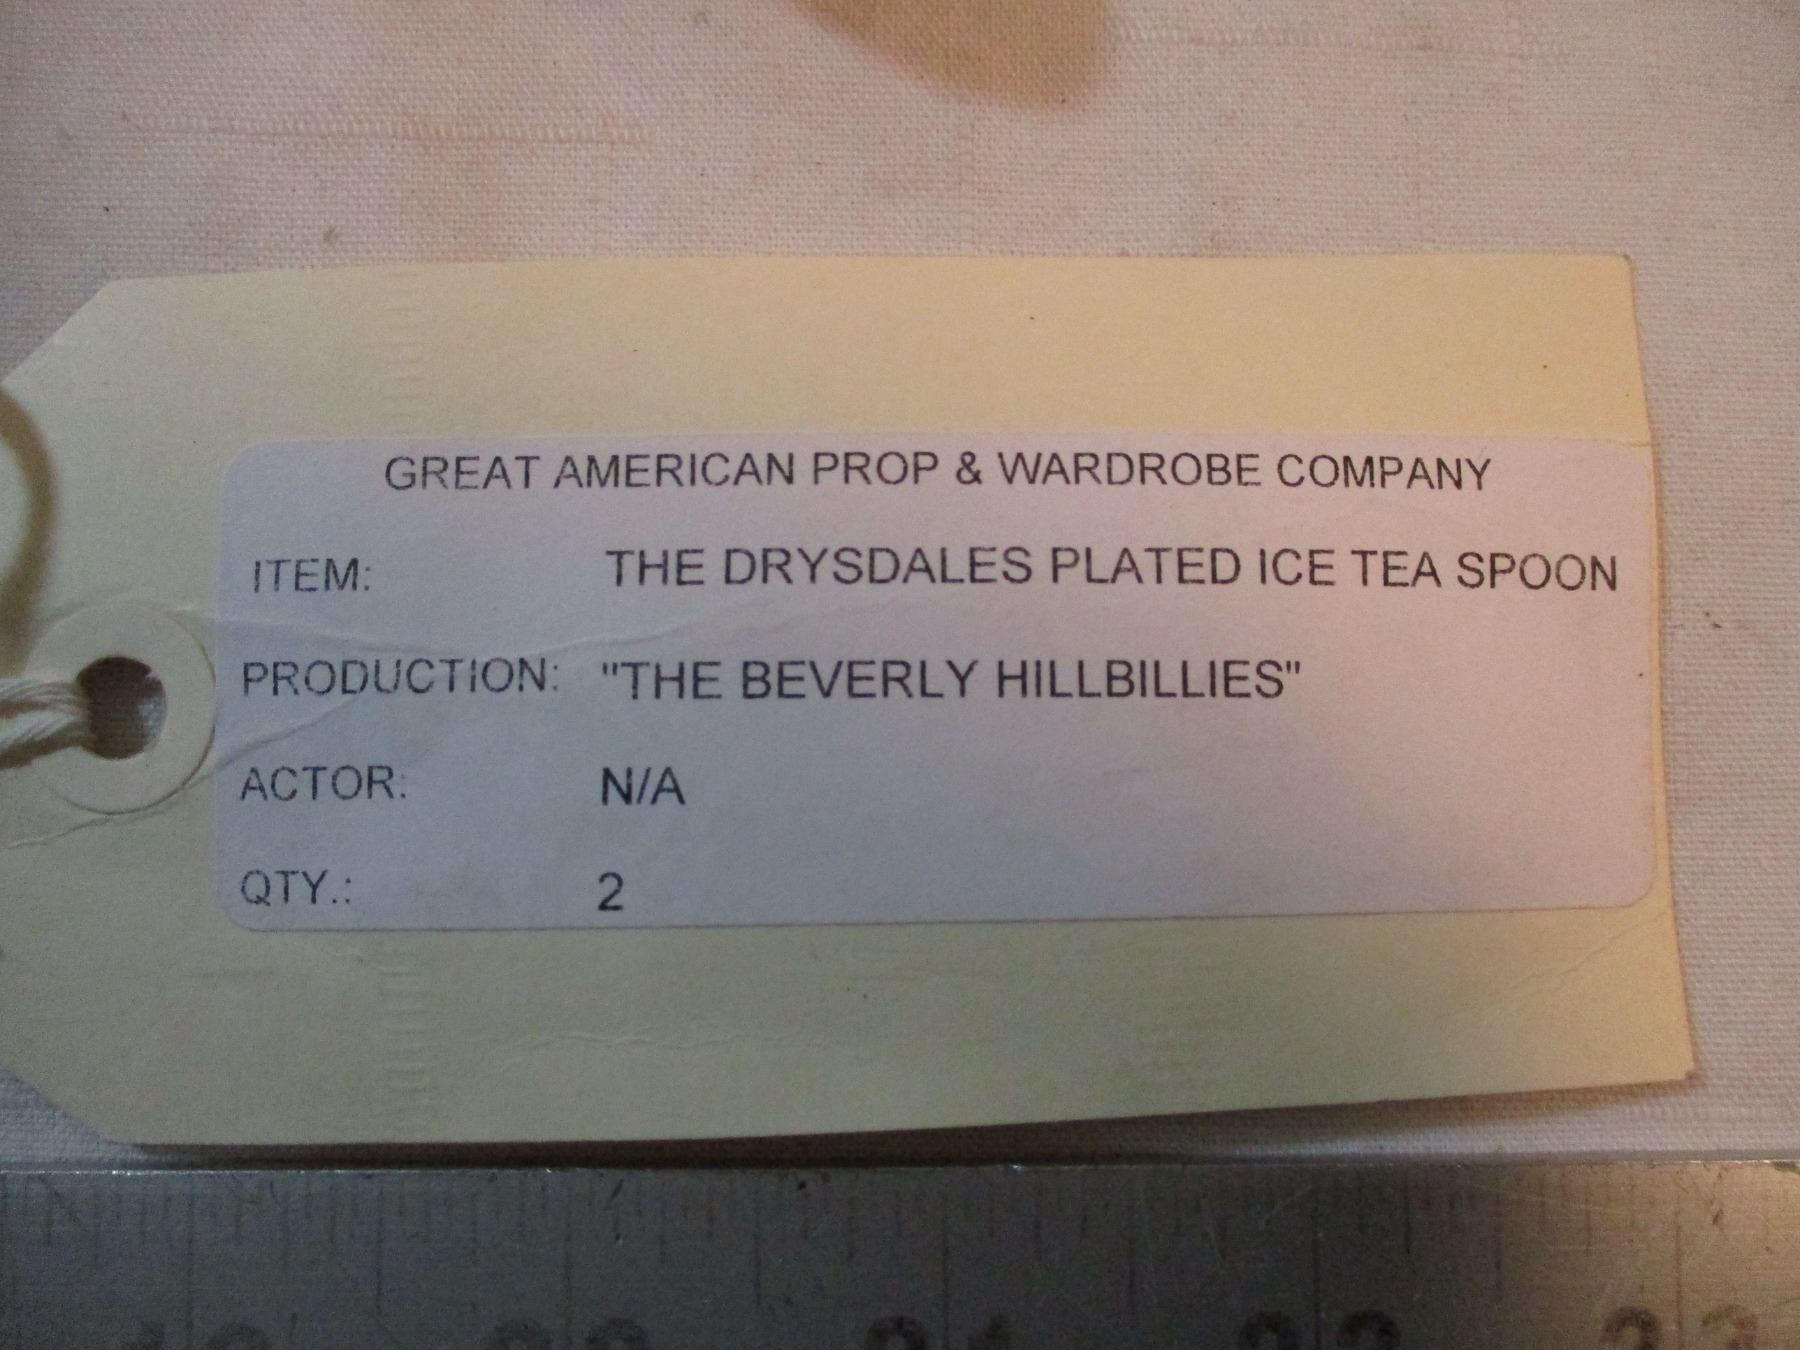 GREAT AMERICAN PROP & WARDROBE COMPANY
ITEM: THE DRYSDALES PLATED ICE TEA SPOON
PRODUCTION: "THE BEVERLY HILLBILLIES"
ACTOR: N/A
QTY.: 2